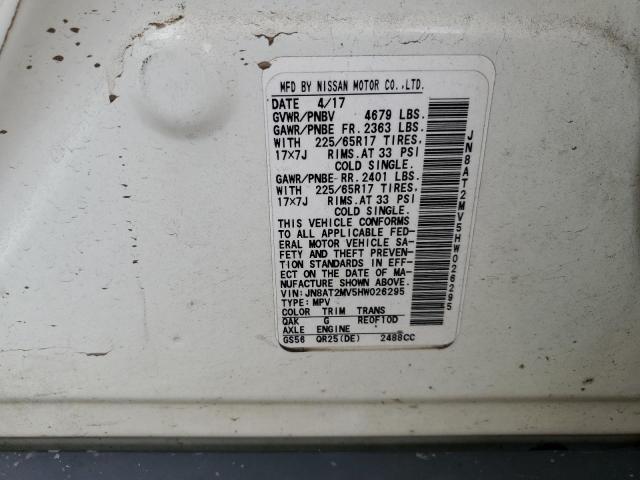 MFD BY NISSAN MOTOR CO.,LTD.
DATE 4/17
GVWR/PNBV 4679 LBS.
GAWR/PNBE FR. 2363 LBS.
WITH 225/65R17 TIRES.
17×7J RIMS.AT 33 PSI
COLD SINGLE.
GAWR/PNBE-RR. 2401 LBS.
WITH 225/65R17 TIRES.
17×7J RIMS.AT 33 PSI
COLD SINGLE.
THIS VEHICLE CONFORMS
TO ALL APPLICABLE FED-
ERAL MOTOR VEHICLE SA-
FETY AND THEFT PREVEN-
TION STANDARDS IN EFF-
ECT ON THE DATE OF MA-
NUFACTURE SHOWN ABOVE.
VIN:JN8AT2MV5HW026295
TYPE:MPV
COLOR TRIM TRANS
QAK G RE0F10D
AXLE ENGINE
GS56 QR25(DE) 2488CC
JN8AT2MV5HW026295